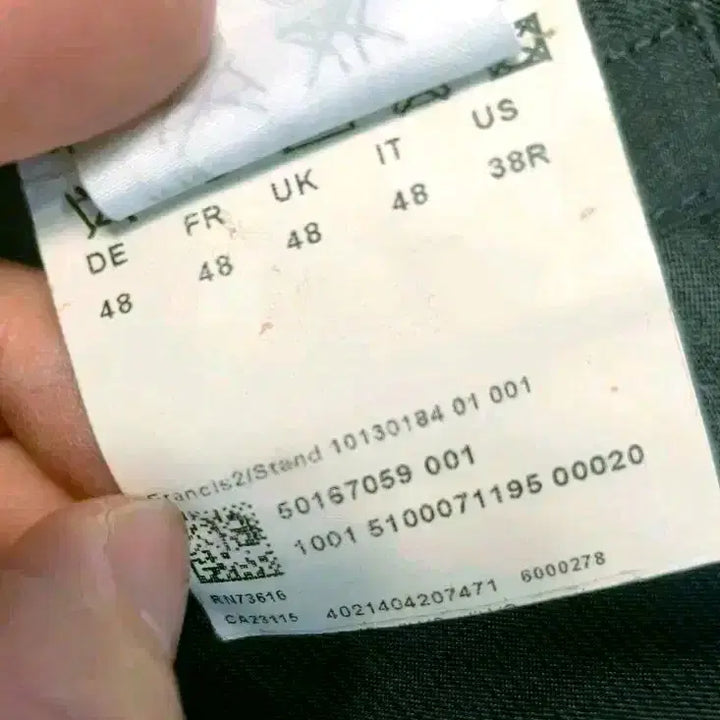 DE FR UK IT US
48 48 48 48 38R
Francis2/Stand 10130184 01 001
50167059 001
1001 5100071195 00020
RN73616
CA23115 4021404207471 6000278